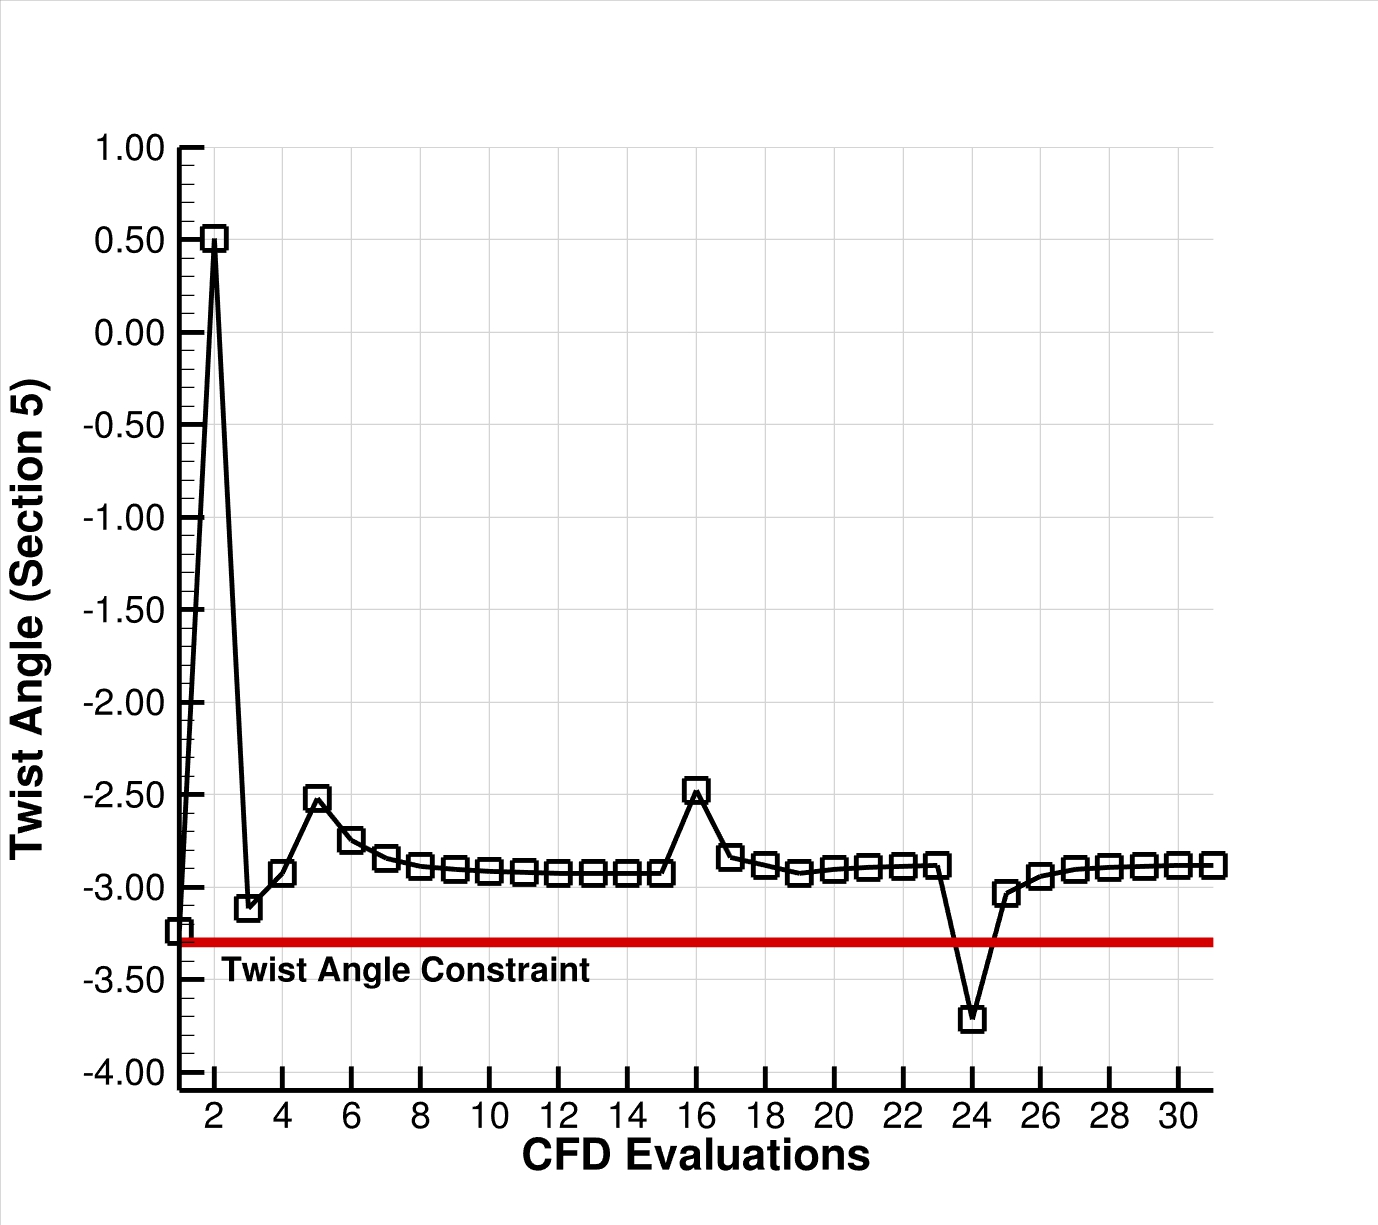 1.00
0.50
0.00
-0.50
-1.00
-1.50
-2.00
-2.50
-3.00
-3.50
-4.00
Twist Angle (Section 5)
Twist Angle Constraint
2 4 6 8 10 12 14 16 18 20 22 24 26 28 30
CFD Evaluations